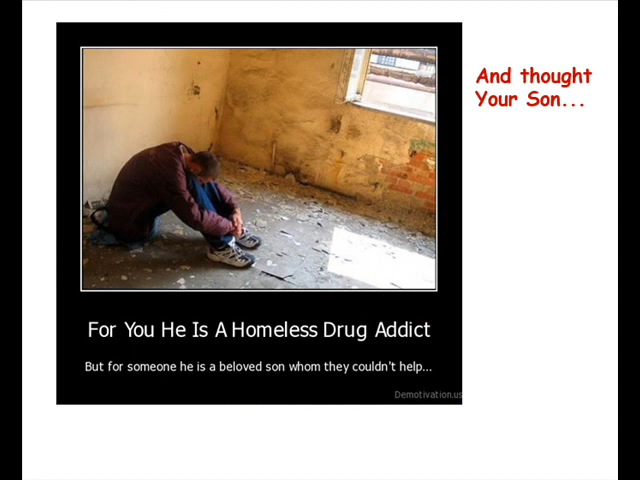 And thought
Your Son...
For You He Is A Homeless Drug Addict
But for someone he is a beloved son whom they couldn't help...
Demotivation.us